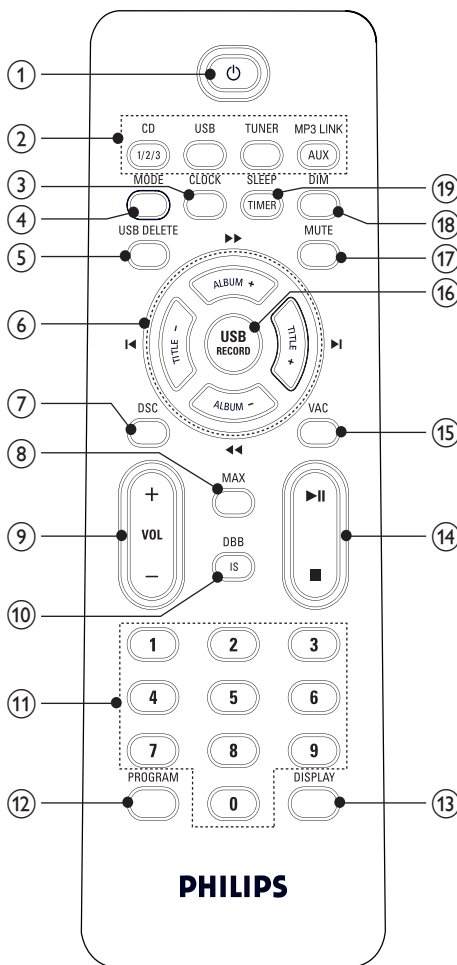 1
2
CD USB TUNER MP3 LINK
1/2/3 AUX
3
MODE CLOCK SLEEP DIM
19
TIMER
4
18
USB DELETE MUTE
5
17
ALBUM +
16
6
TITLE - USB RECORD TITLE +
ALBUM -
7
DSC VAC
15
8
MAX
+
9
VOL
14
DBB
-
IS
10
1 2 3
11
4 5 6
7 8 9
PROGRAM DISPLAY
12
0
13
PHILIPS